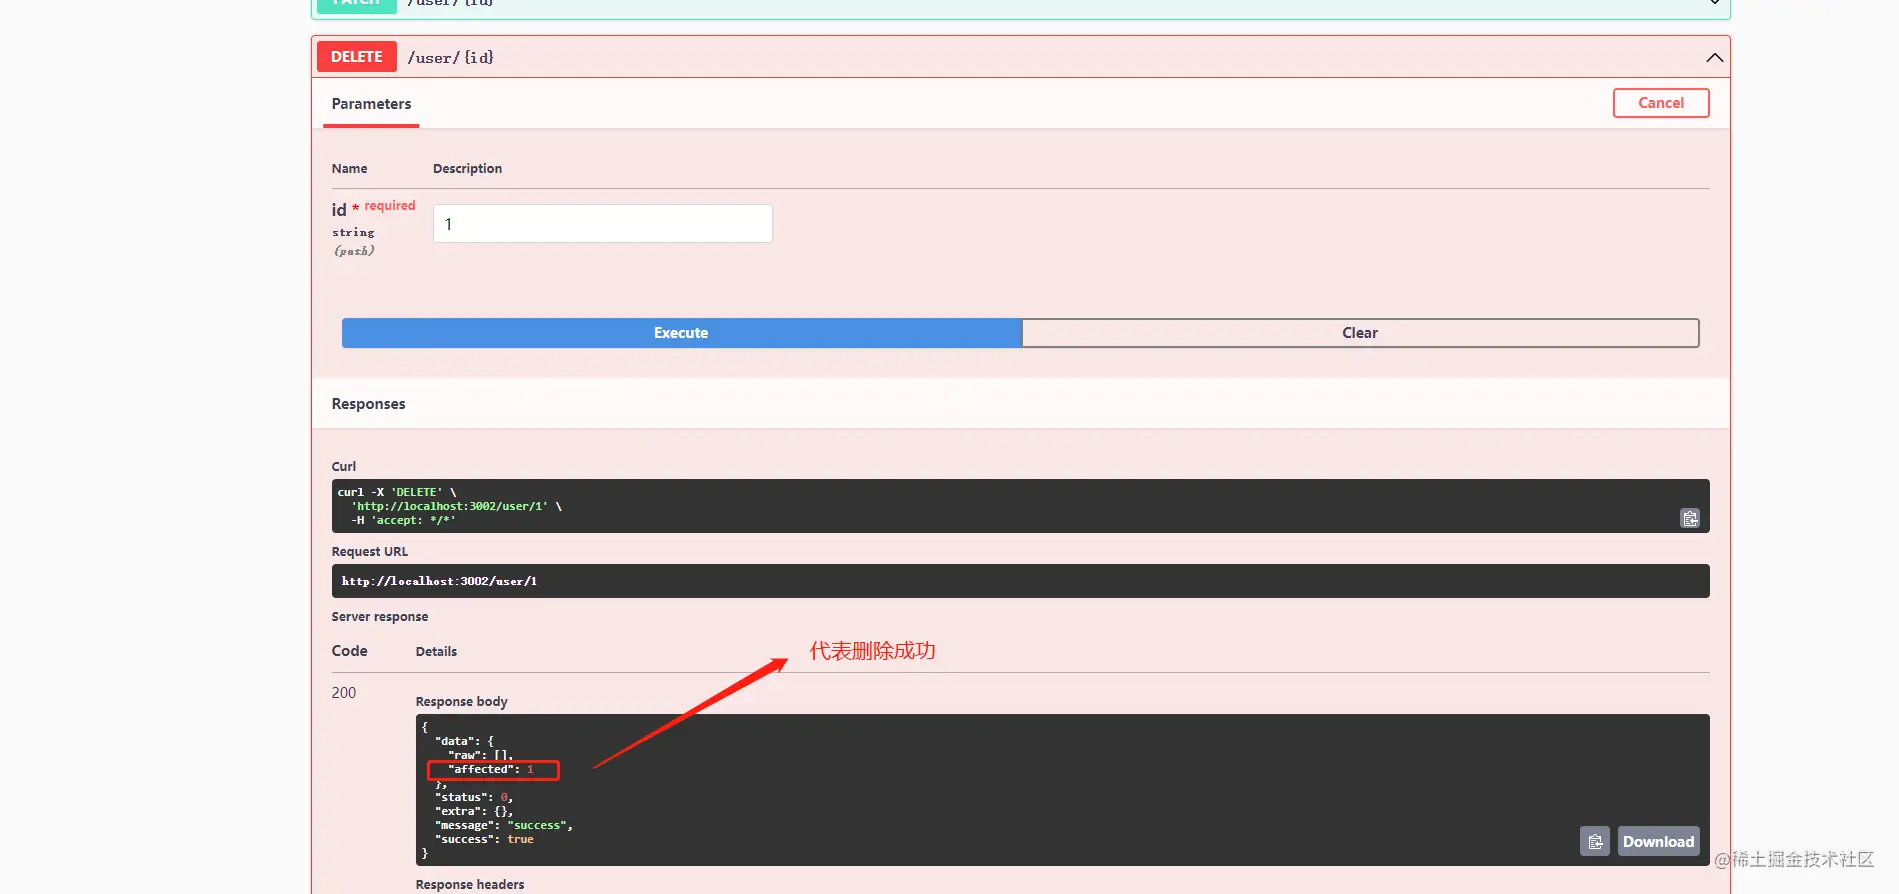 PATCH /user/{id}
DELETE /user/{id}
Parameters
Cancel
Name Description
id * required
string
(path)
1
Execute Clear
Responses
Curl
curl -X 'DELETE' \
'http://localhost:3002/user/1' \
-H 'accept: */*'
Request URL
http://localhost:3002/user/1
Server response
代表删除成功
Code Details
200
Response body
{
"data": {
"raw": [],
"affected": 1
},
"status": 0,
"extra": {},
"message": "success",
"success": true
}
Download
@稀土掘金技术社区
Response headers